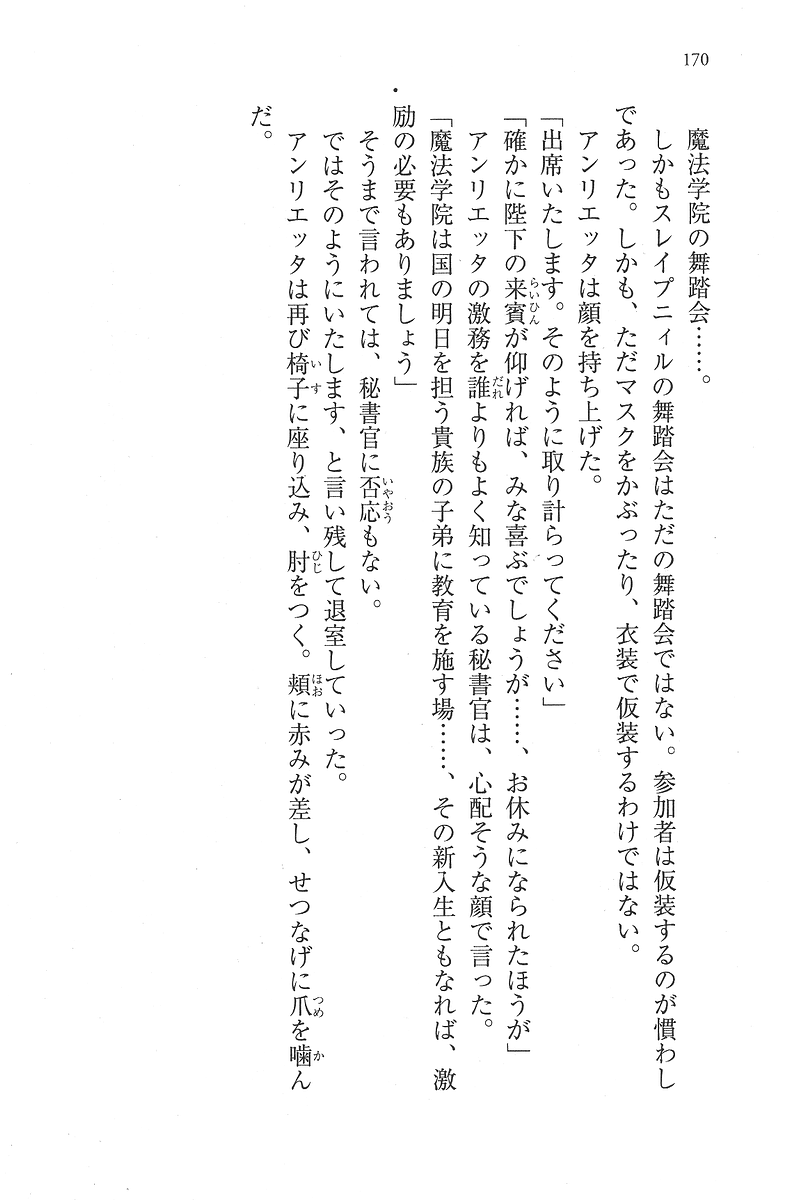 170
魔法学院の舞踏会……。
しかもスレイプニィルの舞踏会はただの舞踏会ではない。参加者は仮装するのが慣わし
であった。しかも、ただマスクをかぶったり、衣装で仮装するわけではない。
アンリエッタは顔を持ち上げた。
「出席いたします。そのように取り計らってください」
「確かに陛下の来賓が仰げれば、みな喜ぶでしょうが……、お休みになられたほうが」
アンリエッタの激務を誰よりもよく知っている秘書官は、心配そうな顔で言った。
「魔法学院は国の明日を担う貴族の子弟に教育を施す場……、その新入生ともなれば、激
励の必要もありましょう」
そうまで言われては、秘書官に否応もない。
ではそのようにいたします、と言い残して退室していった。
アンリエッタは再び椅子に座り込み、肘をつく。頬に赤みが差し、せつなげに爪を噛ん
だ。